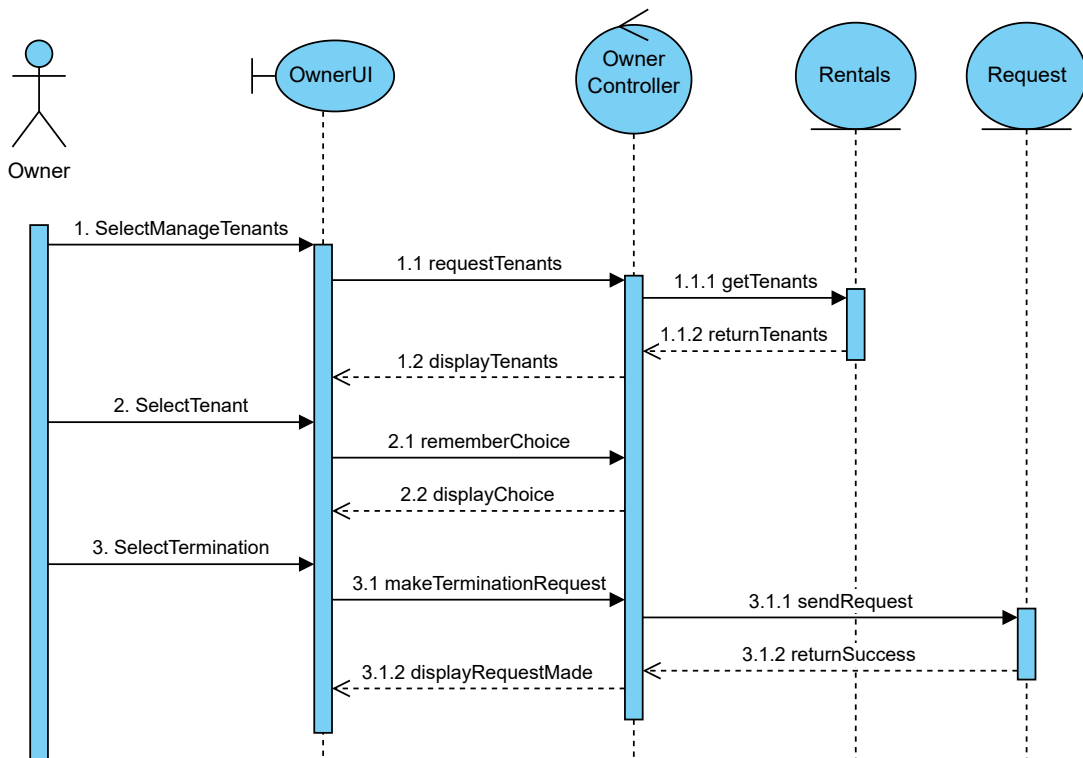 OwnerUI
Owner
Controller
Rentals
Request
Owner
1. SelectManageTenants
1.1 requestTenants
1.1.1 getTenants
1.1.2 returnTenants
1.2 displayTenants
2. SelectTenant
2.1 rememberChoice
2.2 displayChoice
3. SelectTermination
3.1 makeTerminationRequest
3.1.1 sendRequest
3.1.2 returnSuccess
3.1.2 displayRequestMade